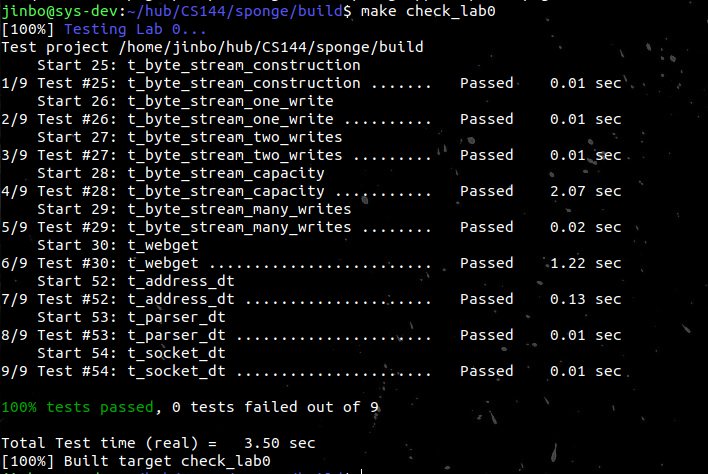 jinbo@sys-dev:~/hub/CS144/sponge/build$ make check_lab0
[100%] Testing Lab 0...
Test project /home/jinbo/hub/CS144/sponge/build
    Start 25: t_byte_stream_construction
1/9 Test #25: t_byte_stream_construction .......   Passed    0.01 sec
    Start 26: t_byte_stream_one_write
2/9 Test #26: t_byte_stream_one_write ..........   Passed    0.01 sec
    Start 27: t_byte_stream_two_writes
3/9 Test #27: t_byte_stream_two_writes .........   Passed    0.01 sec
    Start 28: t_byte_stream_capacity
4/9 Test #28: t_byte_stream_capacity ...........   Passed    2.07 sec
    Start 29: t_byte_stream_many_writes
5/9 Test #29: t_byte_stream_many_writes ........   Passed    0.02 sec
    Start 30: t_webget
6/9 Test #30: t_webget .........................   Passed    1.22 sec
    Start 52: t_address_dt
7/9 Test #52: t_address_dt .....................   Passed    0.13 sec
    Start 53: t_parser_dt
8/9 Test #53: t_parser_dt ......................   Passed    0.01 sec
    Start 54: t_socket_dt
9/9 Test #54: t_socket_dt ......................   Passed    0.01 sec
100% tests passed, 0 tests failed out of 9
Total Test time (real) =   3.50 sec
[100%] Built target check_lab0